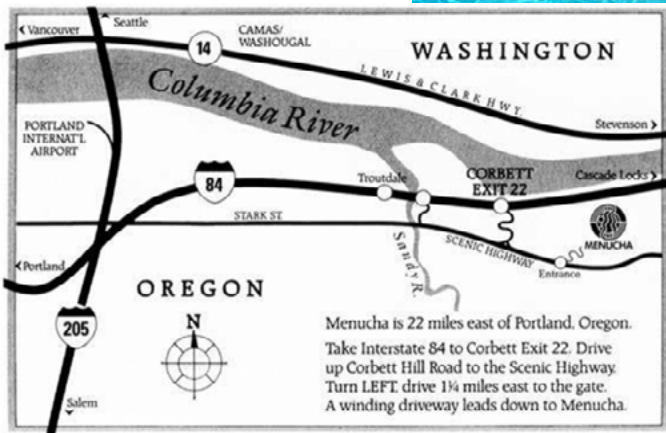 Seattle
Vancouver
14
CAMAS/
WASHOUGAL
WASHINGTON
LEWIS & CLARK HWY.
Columbia River
Stevenson
PORTLAND
INTERNAT'L
AIRPORT
84
Troutdale
CORBETT
EXIT 22
Cascade Locks
STARK ST.
Sandy R.
SCENIC HIGHWAY
MENUCHA
Entrance
Portland
OREGON
205
N
Salem
Menucha is 22 miles east of Portland, Oregon.
Take Interstate 84 to Corbett Exit 22. Drive
up Corbett Hill Road to the Scenic Highway.
Turn LEFT, drive 1¼ miles east to the gate.
A winding driveway leads down to Menucha.